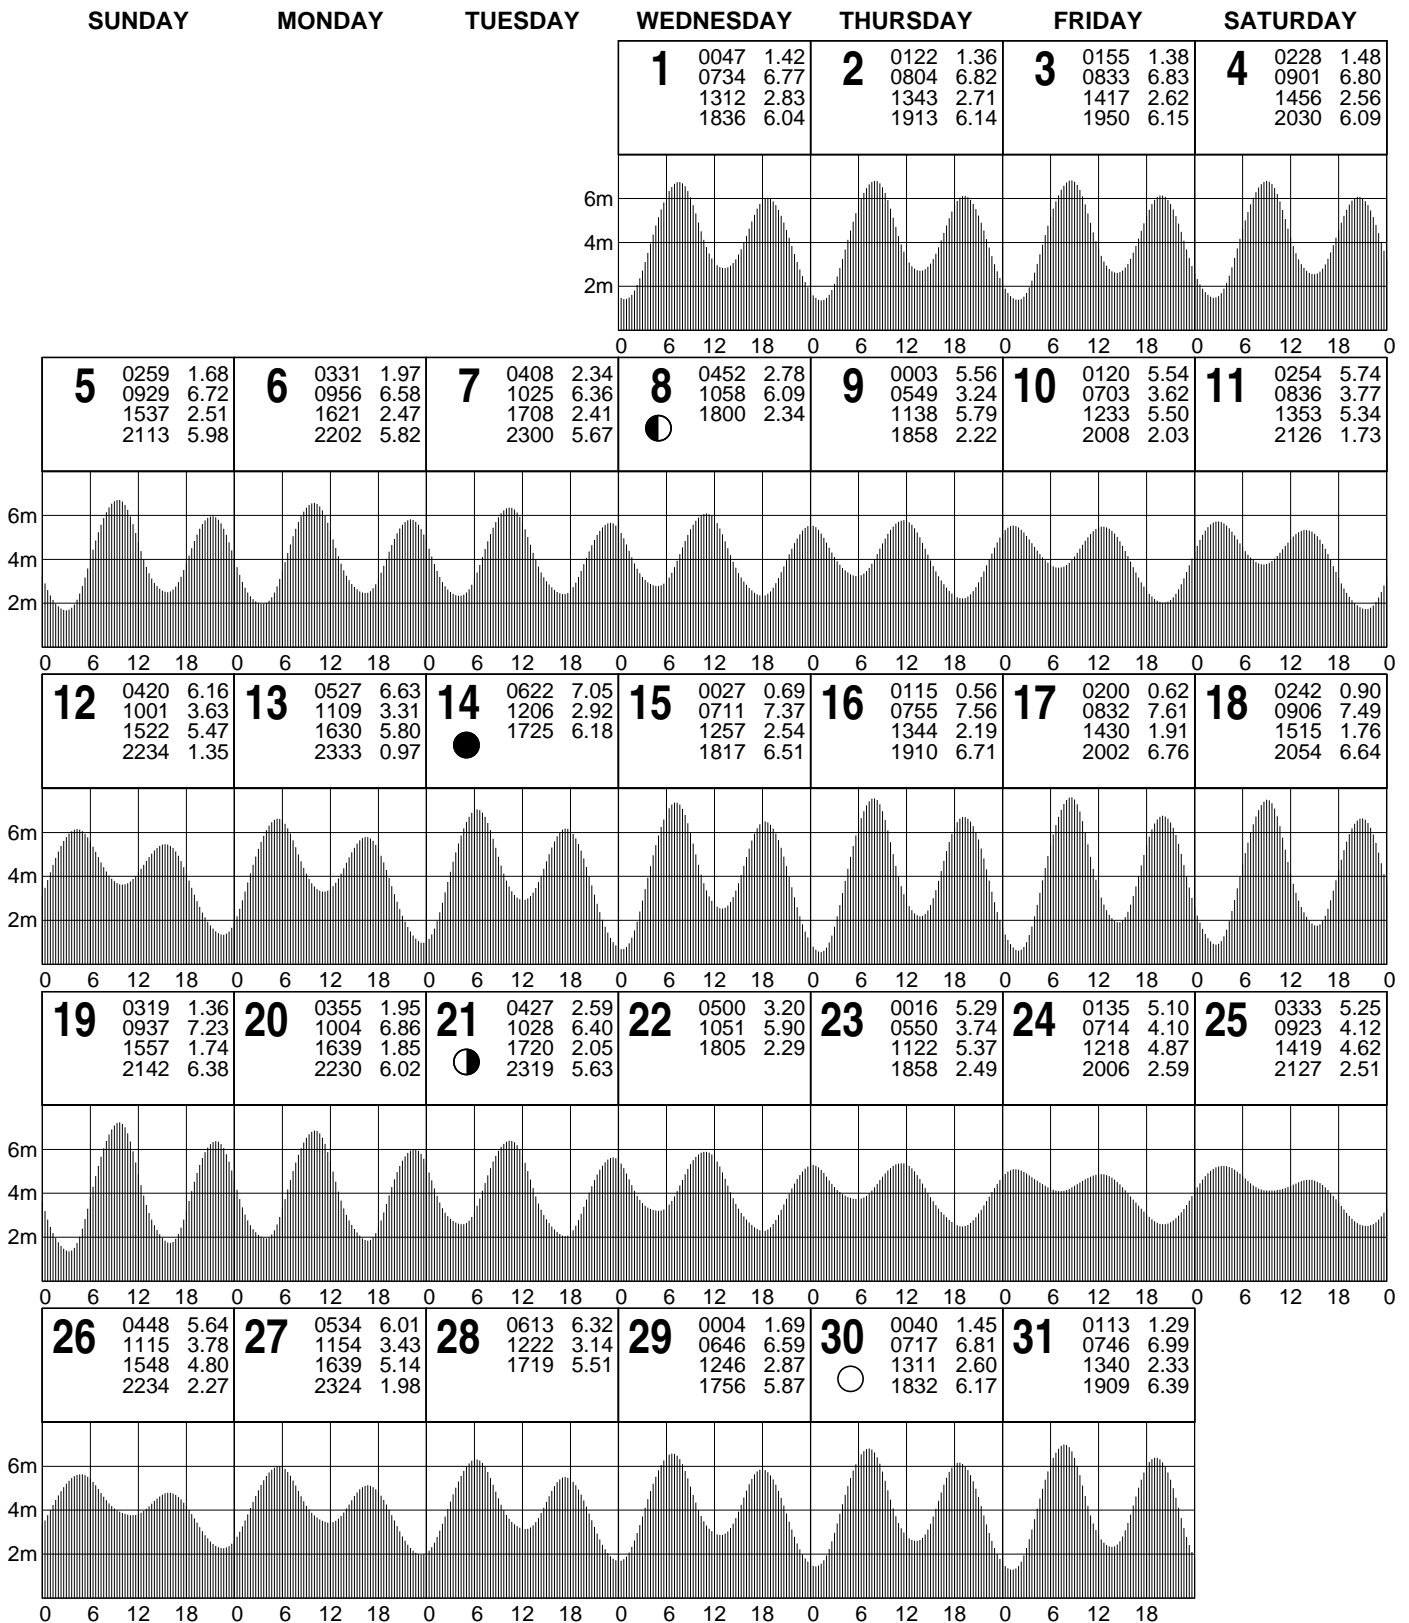 SUNDAY MONDAY TUESDAY WEDNESDAY THURSDAY FRIDAY SATURDAY
1 0047 1.42
0734 6.77
1312 2.83
1836 6.04
2 0122 1.36
0804 6.82
1343 2.71
1913 6.14
3 0155 1.38
0833 6.83
1417 2.62
1950 6.15
4 0228 1.48
0901 6.80
1456 2.56
2030 6.09
6m
4m
2m
0 6 12 18 0 6 12 18 0 6 12 18 0 6 12 18 0
5 0259 1.68
0929 6.72
1537 2.51
2113 5.98
6 0331 1.97
0956 6.58
1621 2.47
2202 5.82
7 0408 2.34
1025 6.36
1708 2.41
2300 5.67
8 0452 2.78
1058 6.09
1800 2.34
9 0003 5.56
0549 3.24
1138 5.79
1858 2.22
10 0120 5.54
0703 3.62
1233 5.50
2008 2.03
11 0254 5.74
0836 3.77
1353 5.34
2126 1.73
6m
4m
2m
0 6 12 18 0 6 12 18 0 6 12 18 0 6 12 18 0 6 12 18 0 6 12 18 0 6 12 18 0
12 0420 6.16
1001 3.63
1522 5.47
2234 1.35
13 0527 6.63
1109 3.31
1630 5.80
2333 0.97
14 0622 7.05
1206 2.92
1725 6.18
15 0027 0.69
0711 7.37
1257 2.54
1817 6.51
16 0115 0.56
0755 7.56
1344 2.19
1910 6.71
17 0200 0.62
0832 7.61
1430 1.91
2002 6.76
18 0242 0.90
0906 7.49
1515 1.76
2054 6.64
6m
4m
2m
0 6 12 18 0 6 12 18 0 6 12 18 0 6 12 18 0 6 12 18 0 6 12 18 0 6 12 18 0
19 0319 1.36
0937 7.23
1557 1.74
2142 6.38
20 0355 1.95
1004 6.86
1639 1.85
2230 6.02
21 0427 2.59
1028 6.40
1720 2.05
2319 5.63
22 0500 3.20
1051 5.90
1805 2.29
23 0016 5.29
0550 3.74
1122 5.37
1858 2.49
24 0135 5.10
0714 4.10
1218 4.87
2006 2.59
25 0333 5.25
0923 4.12
1419 4.62
2127 2.51
6m
4m
2m
0 6 12 18 0 6 12 18 0 6 12 18 0 6 12 18 0 6 12 18 0 6 12 18 0 6 12 18 0
26 0448 5.64
1115 3.78
1548 4.80
2234 2.27
27 0534 6.01
1154 3.43
1639 5.14
2324 1.98
28 0613 6.32
1222 3.14
1719 5.51
29 0004 1.69
0646 6.59
1246 2.87
1756 5.87
30 0040 1.45
0717 6.81
1311 2.60
1832 6.17
31 0113 1.29
0746 6.99
1340 2.33
1909 6.39
6m
4m
2m
0 6 12 18 0 6 12 18 0 6 12 18 0 6 12 18 0 6 12 18 0 6 12 18 0